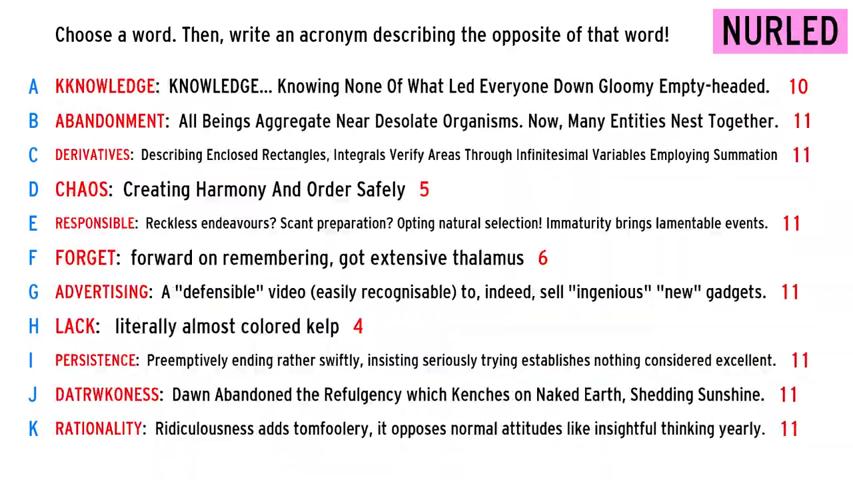 Choose a word. Then, write an acronym describing the opposite of that word!
NURLED
A KKNOWLEDGE: KNOWLEDGE... Knowing None Of What Led Everyone Down Gloomy Empty-headed. 10
B ABANDONMENT: All Beings Aggregate Near Desolate Organisms. Now, Many Entities Nest Together. 11
C DERIVATIVES: Describing Enclosed Rectangles, Integrals Verify Areas Through Infinitesimal Variables Employing Summation 11
D CHAOS: Creating Harmony And Order Safely 5
E RESPONSIBLE: Reckless endeavours? Scant preparation? Opting natural selection! Immaturity brings lamentable events. 11
F FORGET: forward on remembering, got extensive thalamus 6
G ADVERTISING: A "defensible" video (easily recognisable) to, indeed, sell "ingenious" "new" gadgets. 11
H LACK: literally almost colored kelp 4
I PERSISTENCE: Preemptively ending rather swiftly, insisting seriously trying establishes nothing considered excellent. 11
J DATRWKONESS: Dawn Abandoned the Refulgency which Kenches on Naked Earth, Shedding Sunshine. 11
K RATIONALITY: Ridiculousness adds tomfoolery, it opposes normal attitudes like insightful thinking yearly. 11